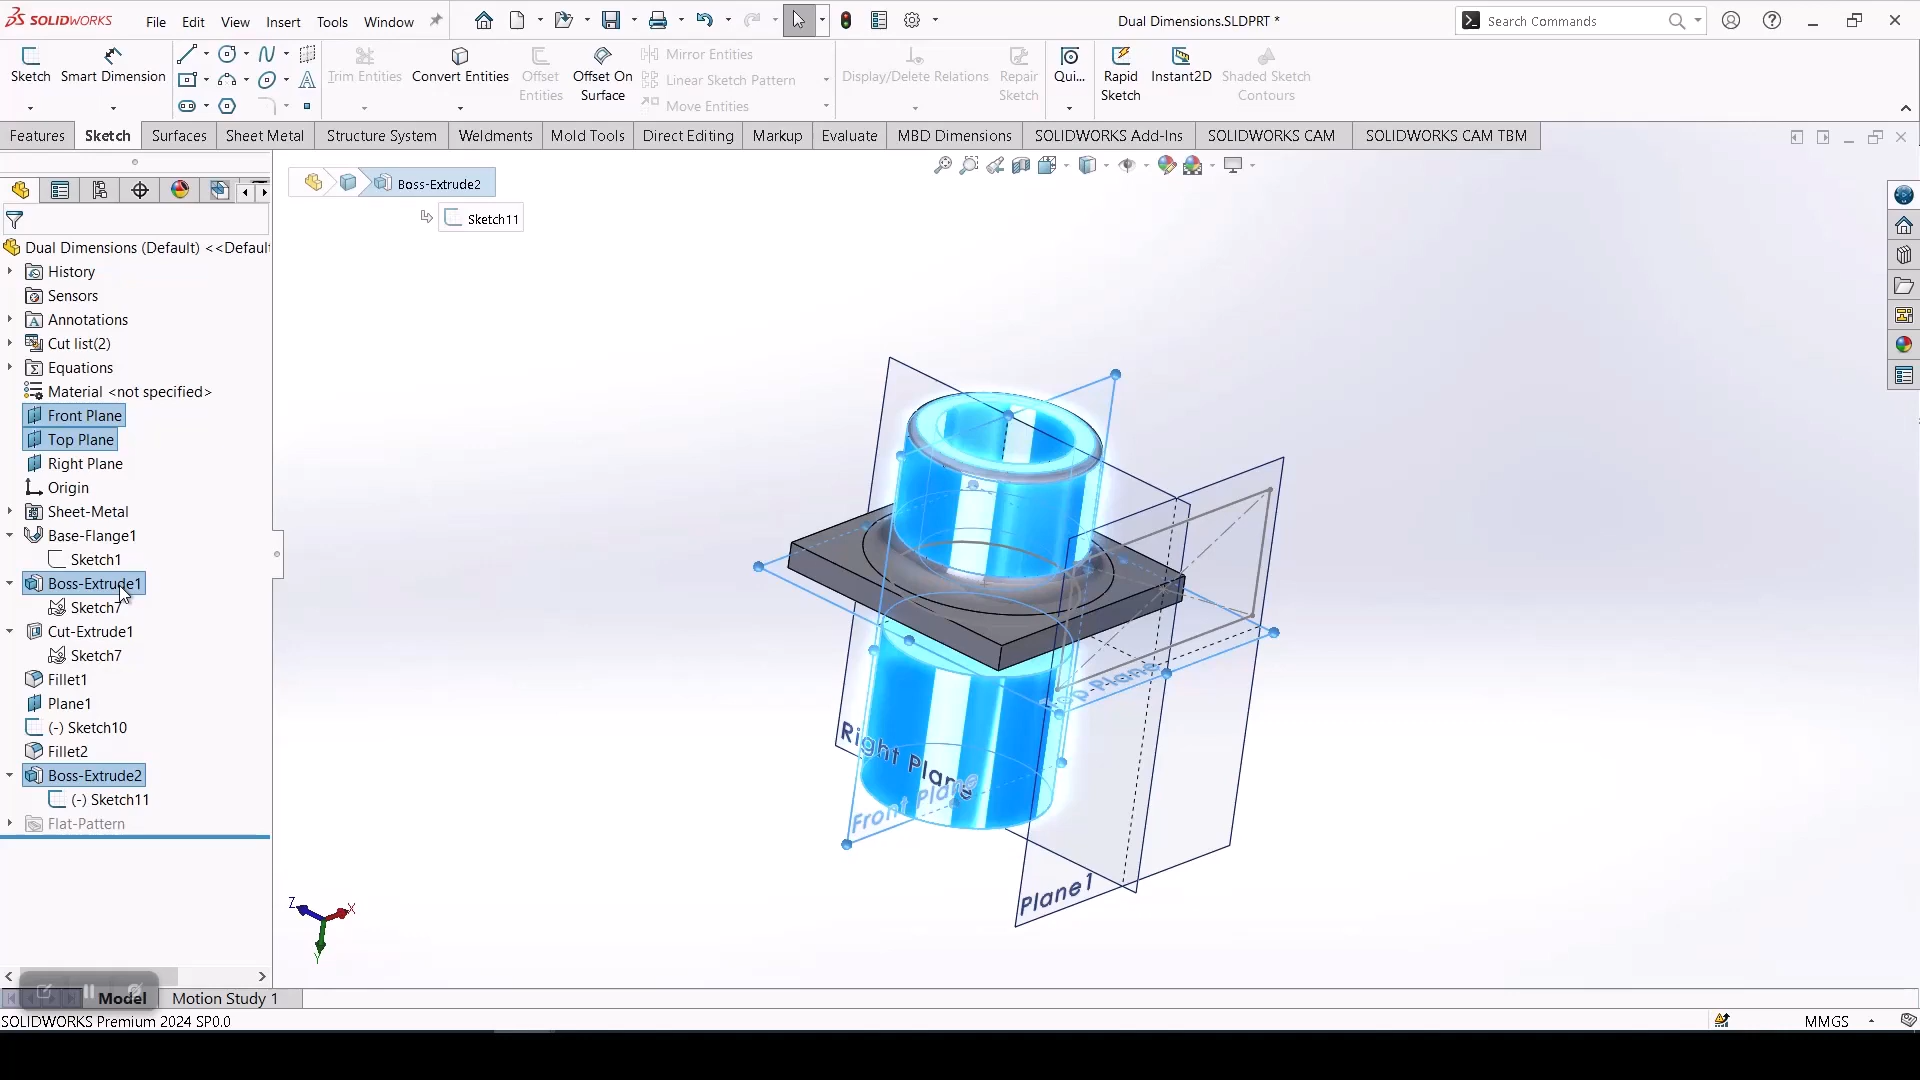 SOLIDWORKS File Edit View Insert Tools Window Dual Dimensions.SLDPRT * Search Commands
Sketch Smart Dimension Trim Entities Convert Entities Offset Entities Offset On Surface Mirror Entities Linear Sketch Pattern Move Entities Display/Delete Relations Repair Sketch Qui... Rapid Sketch Instant2D Shaded Sketch Contours
Features Sketch Surfaces Sheet Metal Structure System Weldments Mold Tools Direct Editing Markup Evaluate MBD Dimensions SOLIDWORKS Add-Ins SOLIDWORKS CAM SOLIDWORKS CAM TBM
Boss-Extrude2
Sketch11
Dual Dimensions (Default) <<Defaul
History
Sensors
Annotations
Cut list(2)
Equations
Material <not specified>
Front Plane
Top Plane
Right Plane
Origin
Sheet-Metal
Base-Flange1
Sketch1
Boss-Extrude1
Sketch7
Cut-Extrude1
Sketch7
Fillet1
Plane1
(-) Sketch10
Fillet2
Boss-Extrude2
(-) Sketch11
Flat-Pattern
Top Plane
Right Plane
Front Plane
Plane1
Z X
Y
Model Motion Study 1
SOLIDWORKS Premium 2024 SP0.0 MMGS